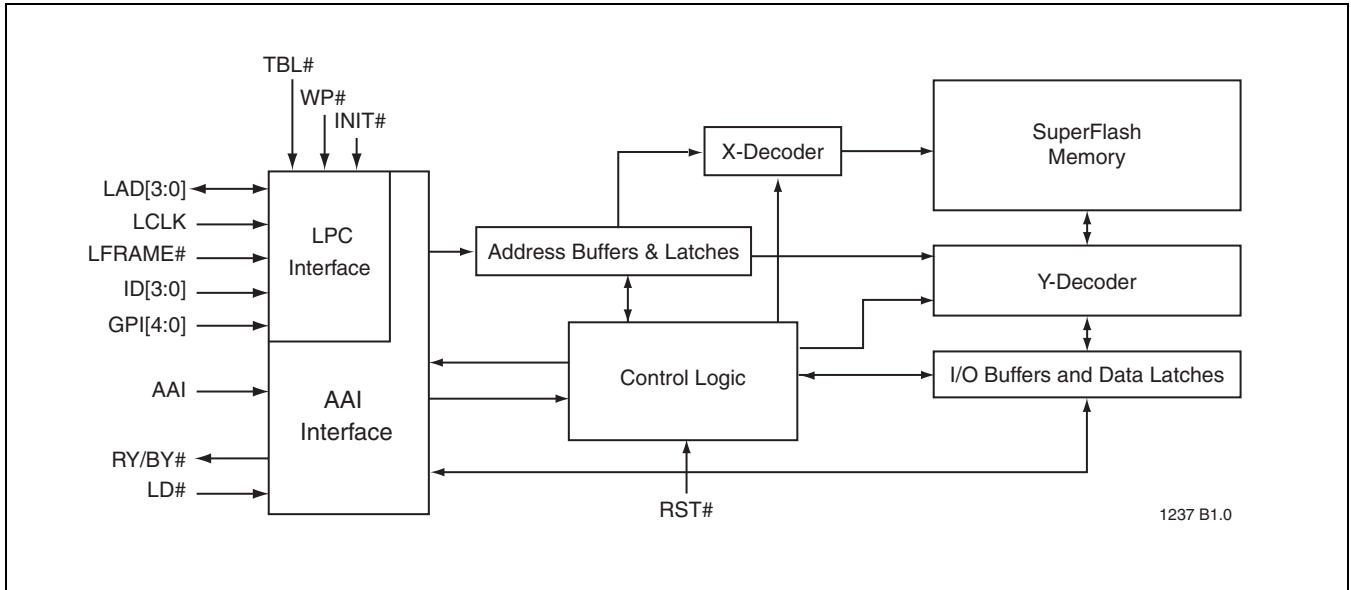 TBL#
WP#
INIT#
LAD[3:0]
LCLK
LFRAME#
ID[3:0]
GPI[4:0]
AAI
RY/BY#
LD#
LPC
Interface
AAI
Interface
Address Buffers & Latches
X-Decoder
SuperFlash
Memory
Y-Decoder
Control Logic
I/O Buffers and Data Latches
RST#
1237 B1.0